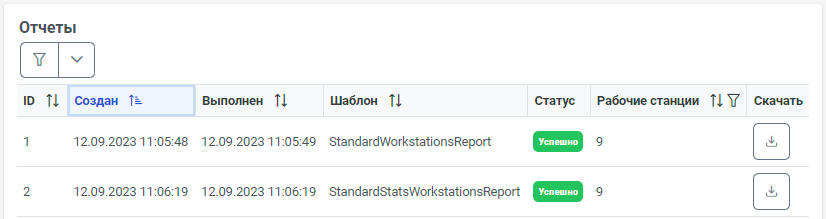 Отчеты
ID Создан Выполнен Шаблон Статус Рабочие станции Скачать
1 12.09.2023 11:05:48 12.09.2023 11:05:49 StandardWorkstationsReport Успешно 9
2 12.09.2023 11:06:19 12.09.2023 11:06:19 StandardStatsWorkstationsReport Успешно 9